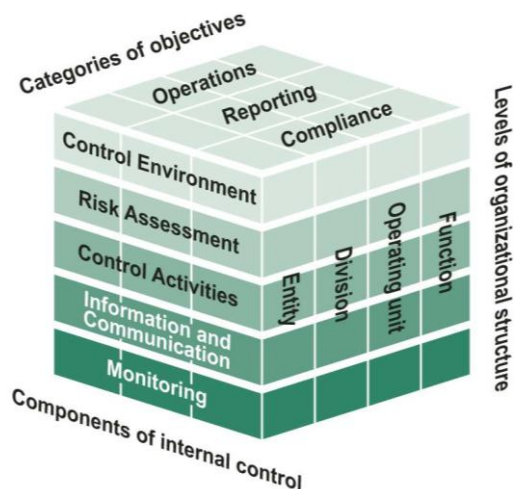 Categories of objectives
Operations
Reporting
Compliance
Control Environment
Risk Assessment
Control Activities
Information and
Communication
Monitoring
Components of internal control
Entity
Division
Operating unit
Function
Levels of organizational structure